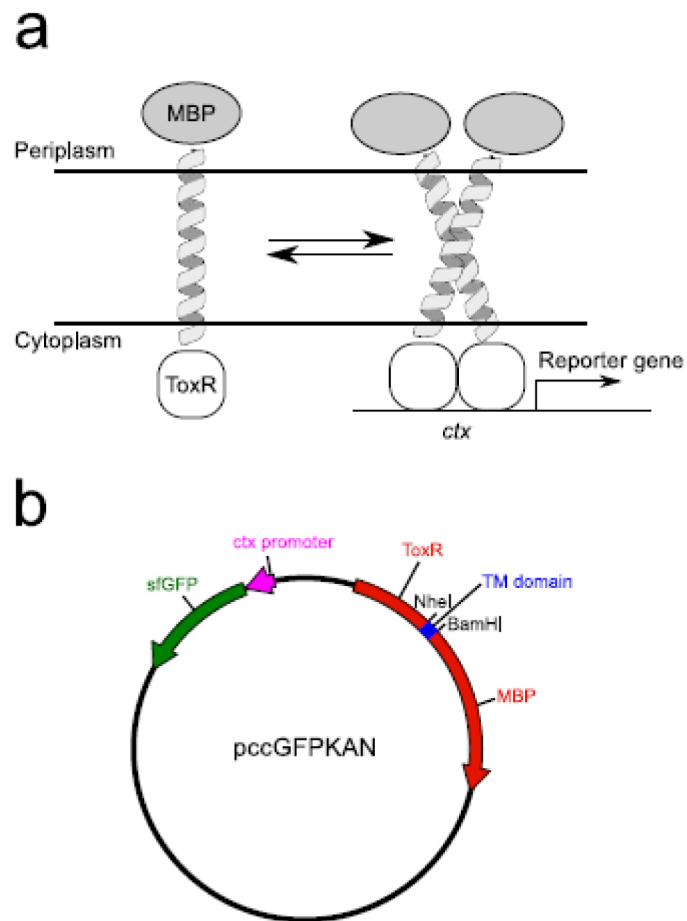 a
MBP
Periplasm
Cytoplasm
ToxR
Reporter gene
ctx
b
ctx promoter
ToxR
sfGFP
NheI
TM domain
BamHI
MBP
pccGFPKAN